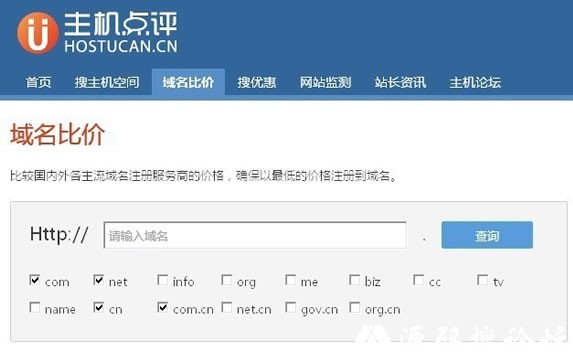 主机点评
HOSTUCAN.CN
首页 搜主机空间 域名比价 搜优惠 网站监测 站长资讯 主机论坛
域名比价
比较国内外各主流域名注册服务商的价格，确保以最低的价格注册到域名。
Http:// 请输入域名 . 查询
com net info org me biz cc tv
name cn com.cn net.cn gov.cn org.cn
源码搜论坛